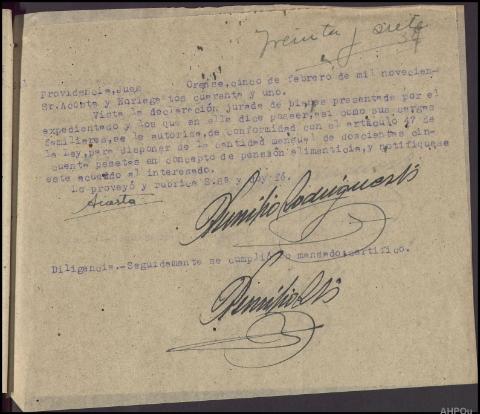 Treinta y siete
37
Providencia, Juez      Orense, cinco de febrero de mil novecien-
Sr. Acosta y Noriega tos cuarenta y uno.
Vista la declaración jurada de bienes presentada por el
expedientado y los que en ella dice poseer, así como sus cargas
familiares, se le autoriza, de conformidad con el artículo 17 de
la Ley, para disponer de la cantidad mensual de doscientas cin-
cuenta pesetas en concepto de pensión alimenticia, y notifíquese
este acuerdo al interesado.
Lo proveyó y rubrica S.Sª doy fé.
Acosta
Diligencia.-Seguidamente se cumplió lo mandado; certifico.
AHPOu